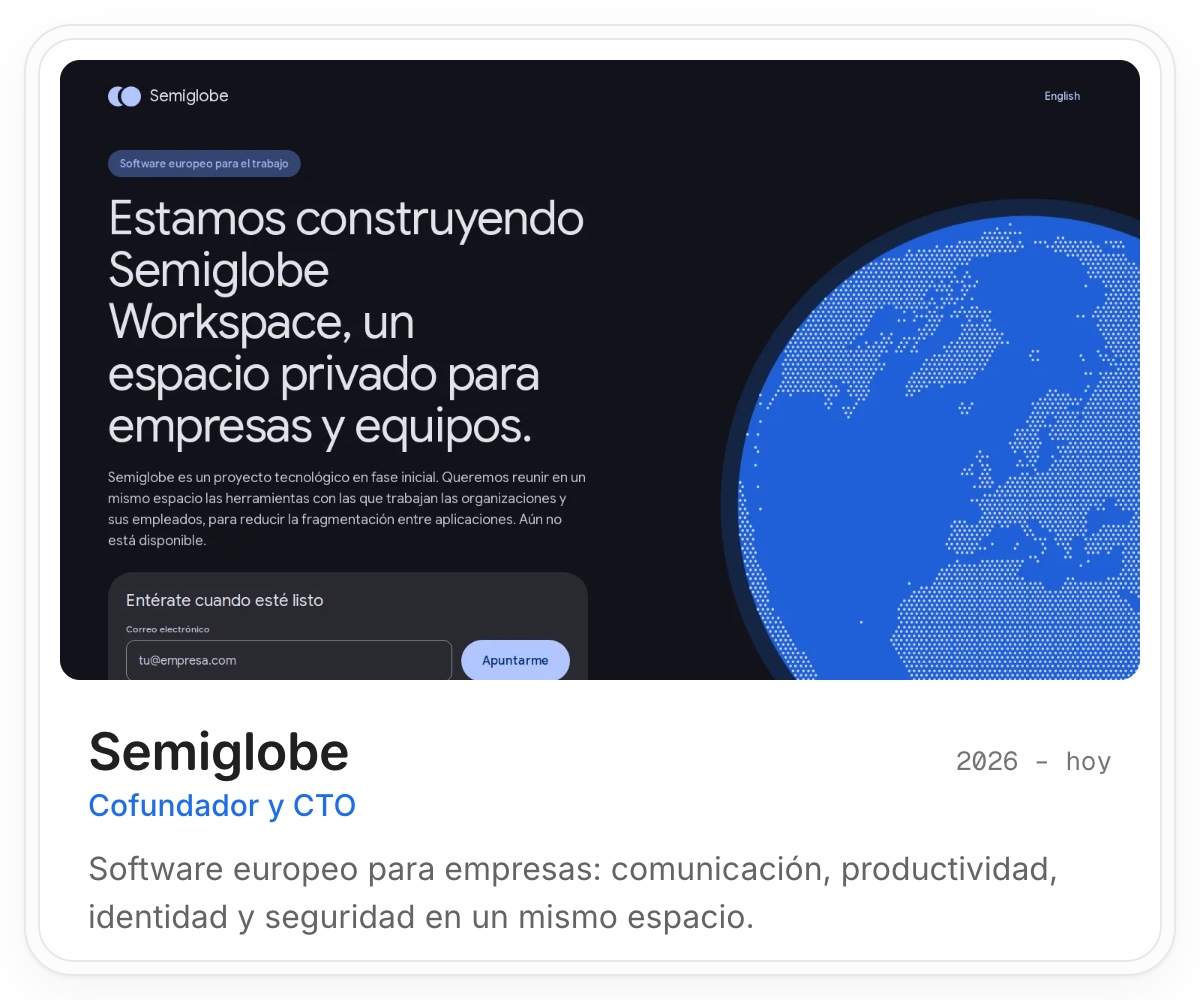 Semiglobe
English
Software europeo para el trabajo
Estamos construyendo
Semiglobe
Workspace, un
espacio privado para
empresas y equipos.
Semiglobe es un proyecto tecnológico en fase inicial. Queremos reunir en un
mismo espacio las herramientas con las que trabajan las organizaciones y
sus empleados, para reducir la fragmentación entre aplicaciones. Aún no
está disponible.
Entérate cuando esté listo
Correo electrónico
tu@empresa.com
Apuntarme
Semiglobe
2026 – hoy
Cofundador y CTO
Software europeo para empresas: comunicación, productividad,
identidad y seguridad en un mismo espacio.